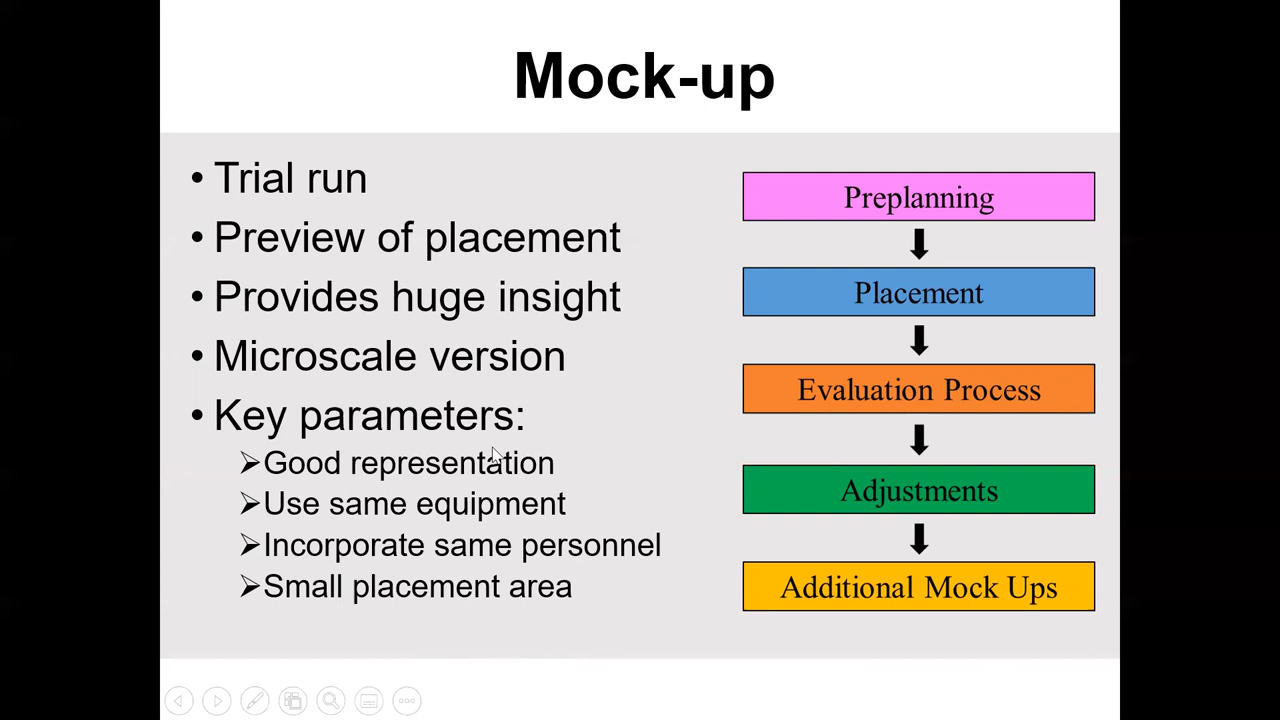 Mock-up
• Trial run
• Preview of placement
• Provides huge insight
• Microscale version
• Key parameters:
➢Good representation
➢Use same equipment
➢Incorporate same personnel
➢Small placement area
Preplanning
Placement
Evaluation Process
Adjustments
Additional Mock Ups